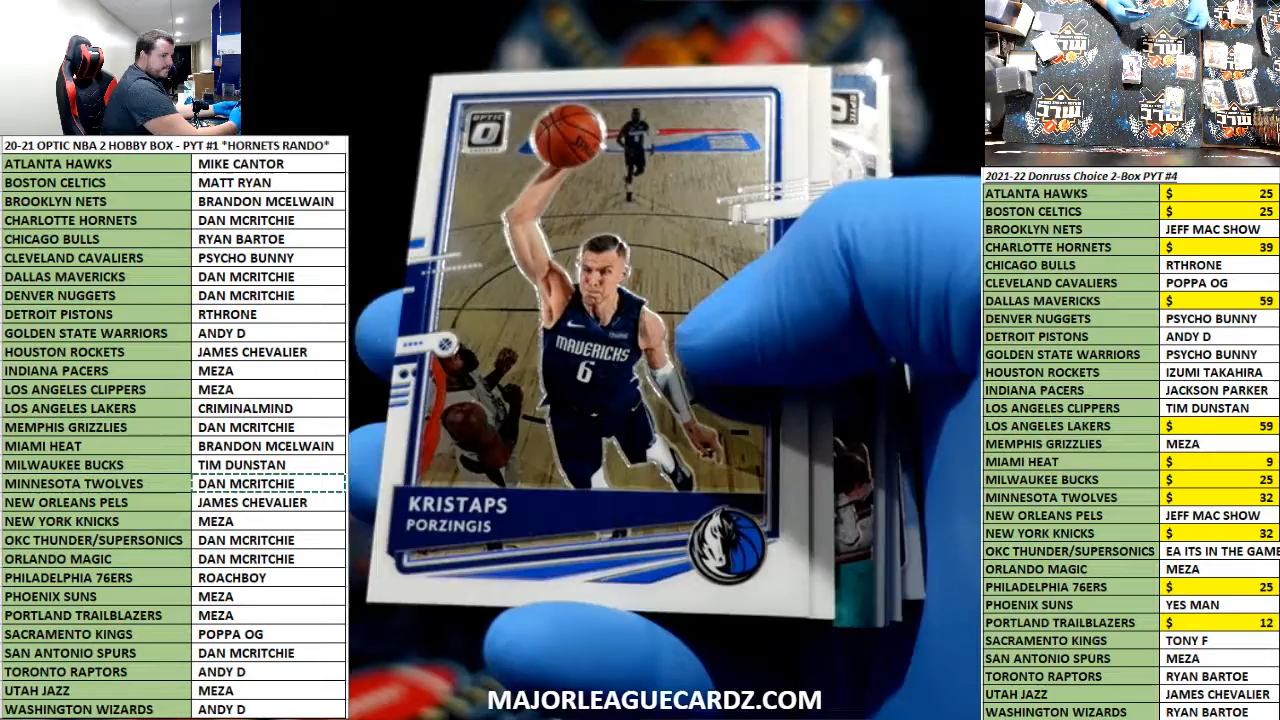 20-21 OPTIC NBA 2 HOBBY BOX - PYT #1 *HORNETS RANDO*
ATLANTA HAWKS MIKE CANTOR
BOSTON CELTICS MATT RYAN
BROOKLYN NETS BRANDON MCELWAIN
CHARLOTTE HORNETS DAN MCRITCHIE
CHICAGO BULLS RYAN BARTOE
CLEVELAND CAVALIERS PSYCHO BUNNY
DALLAS MAVERICKS DAN MCRITCHIE
DENVER NUGGETS DAN MCRITCHIE
DETROIT PISTONS RTHRONE
GOLDEN STATE WARRIORS ANDY D
HOUSTON ROCKETS JAMES CHEVALIER
INDIANA PACERS MEZA
LOS ANGELES CLIPPERS MEZA
LOS ANGELES LAKERS CRIMINALMIND
MEMPHIS GRIZZLIES DAN MCRITCHIE
MIAMI HEAT BRANDON MCELWAIN
MILWAUKEE BUCKS TIM DUNSTAN
MINNESOTA TWOLVES DAN MCRITCHIE
NEW ORLEANS PELS JAMES CHEVALIER
NEW YORK KNICKS MEZA
OKC THUNDER/SUPERSONICS DAN MCRITCHIE
ORLANDO MAGIC DAN MCRITCHIE
PHILADELPHIA 76ERS ROACHBOY
PHOENIX SUNS MEZA
PORTLAND TRAILBLAZERS MEZA
SACRAMENTO KINGS POPPA OG
SAN ANTONIO SPURS DAN MCRITCHIE
TORONTO RAPTORS ANDY D
UTAH JAZZ MEZA
WASHINGTON WIZARDS ANDY D
OPTIC
OPTIC
MAVERICKS
6
KRISTAPS
PORZINGIS
MAJORLEAGUECARDZ.COM
2021-22 Donruss Choice 2-Box PYT #4
ATLANTA HAWKS $ 25
BOSTON CELTICS $ 25
BROOKLYN NETS JEFF MAC SHOW
CHARLOTTE HORNETS $ 39
CHICAGO BULLS RTHRONE
CLEVELAND CAVALIERS POPPA OG
DALLAS MAVERICKS $ 59
DENVER NUGGETS PSYCHO BUNNY
DETROIT PISTONS ANDY D
GOLDEN STATE WARRIORS PSYCHO BUNNY
HOUSTON ROCKETS IZUMI TAKAHIRA
INDIANA PACERS JACKSON PARKER
LOS ANGELES CLIPPERS TIM DUNSTAN
LOS ANGELES LAKERS $ 59
MEMPHIS GRIZZLIES MEZA
MIAMI HEAT $ 9
MILWAUKEE BUCKS $ 25
MINNESOTA TWOLVES $ 32
NEW ORLEANS PELS JEFF MAC SHOW
NEW YORK KNICKS $ 32
OKC THUNDER/SUPERSONICS EA ITS IN THE GAME
ORLANDO MAGIC MEZA
PHILADELPHIA 76ERS $ 25
PHOENIX SUNS YES MAN
PORTLAND TRAILBLAZERS $ 12
SACRAMENTO KINGS TONY F
SAN ANTONIO SPURS MEZA
TORONTO RAPTORS RYAN BARTOE
UTAH JAZZ JAMES CHEVALIER
WASHINGTON WIZARDS RYAN BARTOE